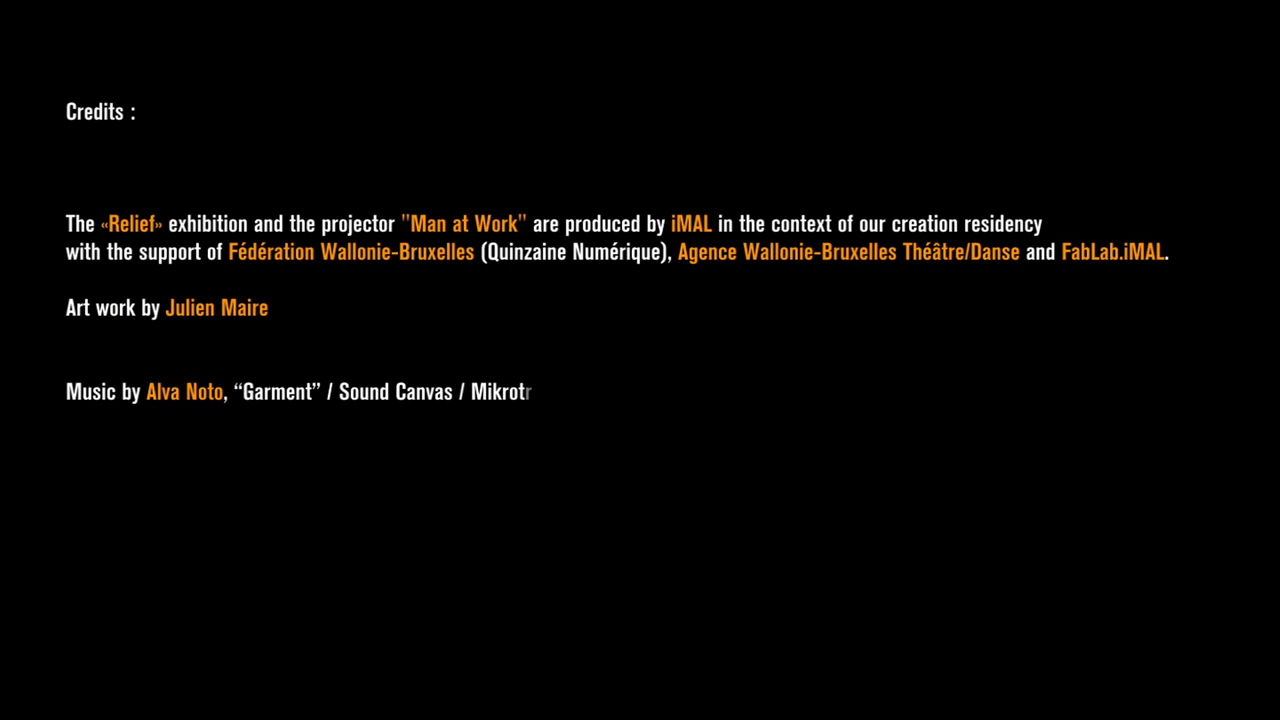 Credits :
The «Relief» exhibition and the projector "Man at Work" are produced by iMAL in the context of our creation residency
with the support of Fédération Wallonie-Bruxelles (Quinzaine Numérique), Agence Wallonie-Bruxelles Théâtre/Danse and FabLab.iMAL.
Art work by Julien Maire
Music by Alva Noto, “Garment” / Sound Canvas / Mikrotr